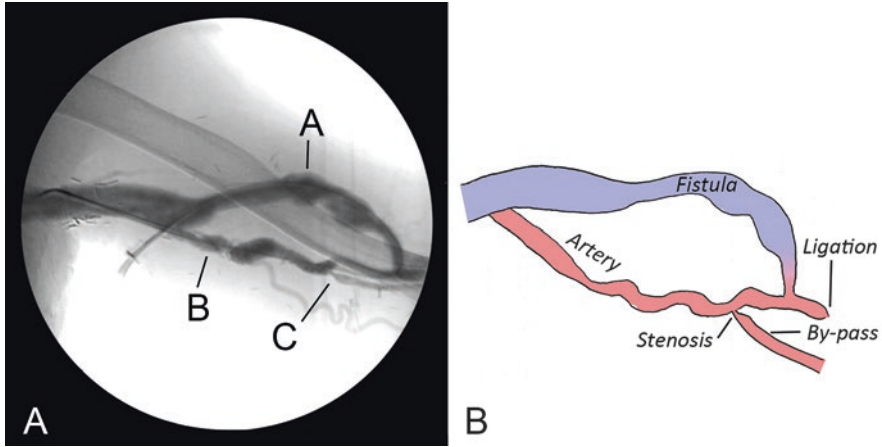 A
B
C
A
Fistula
Artery
Ligation
Stenosis
By-pass
B